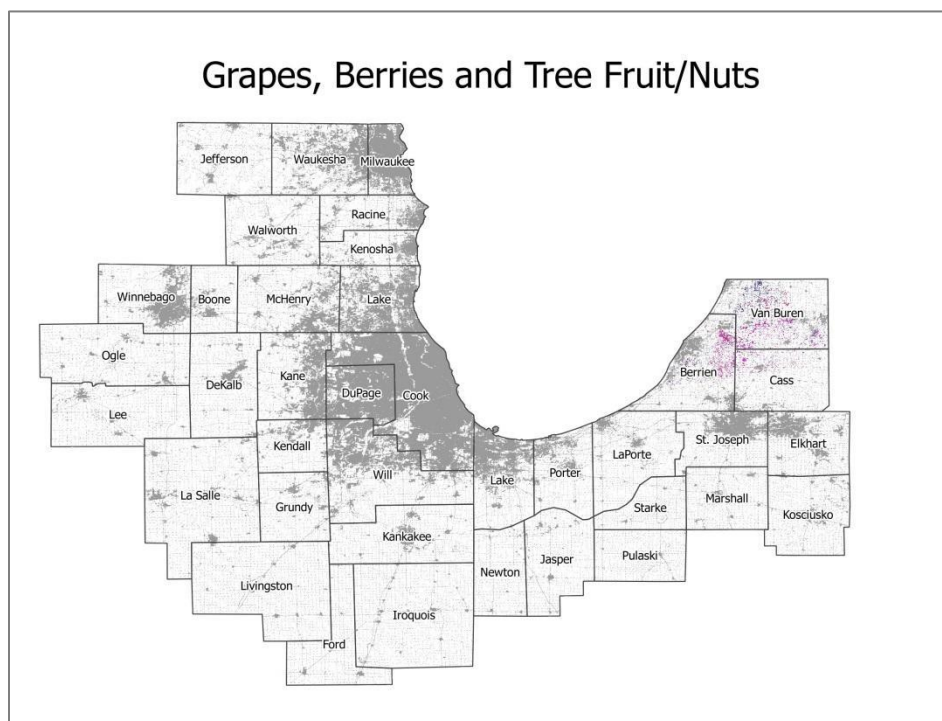 Grapes, Berries and Tree Fruit/Nuts
Jefferson
Waukesha
Milwaukee
Racine
Walworth
Kenosha
Winnebago
Boone
McHenry
Lake
Van Buren
Ogle
Berrien
DeKalb
Kane
DuPage
Cook
Cass
Lee
Kendall
St. Joseph
Elkhart
LaPorte
Will
Lake
Porter
La Salle
Grundy
Starke
Marshall
Kosciusko
Kankakee
Livingston
Newton
Jasper
Pulaski
Iroquois
Ford